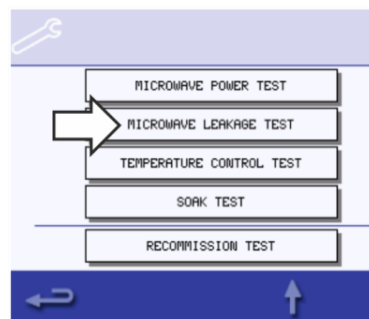 MICROWAVE POWER TEST
MICROWAVE LEAKAGE TEST
TEMPERATURE CONTROL TEST
SOAK TEST
RECOMMISSION TEST